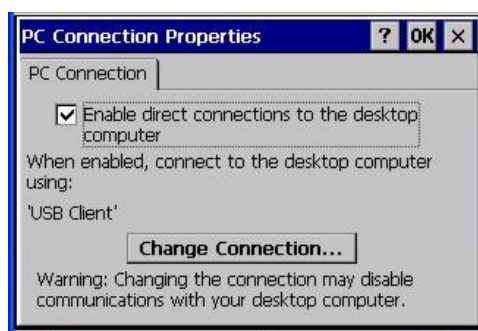 PC Connection Properties ? OK ×
PC Connection
Enable direct connections to the desktop
computer
When enabled, connect to the desktop computer
using:
'USB Client'
Change Connection...
Warning: Changing the connection may disable
communications with your desktop computer.